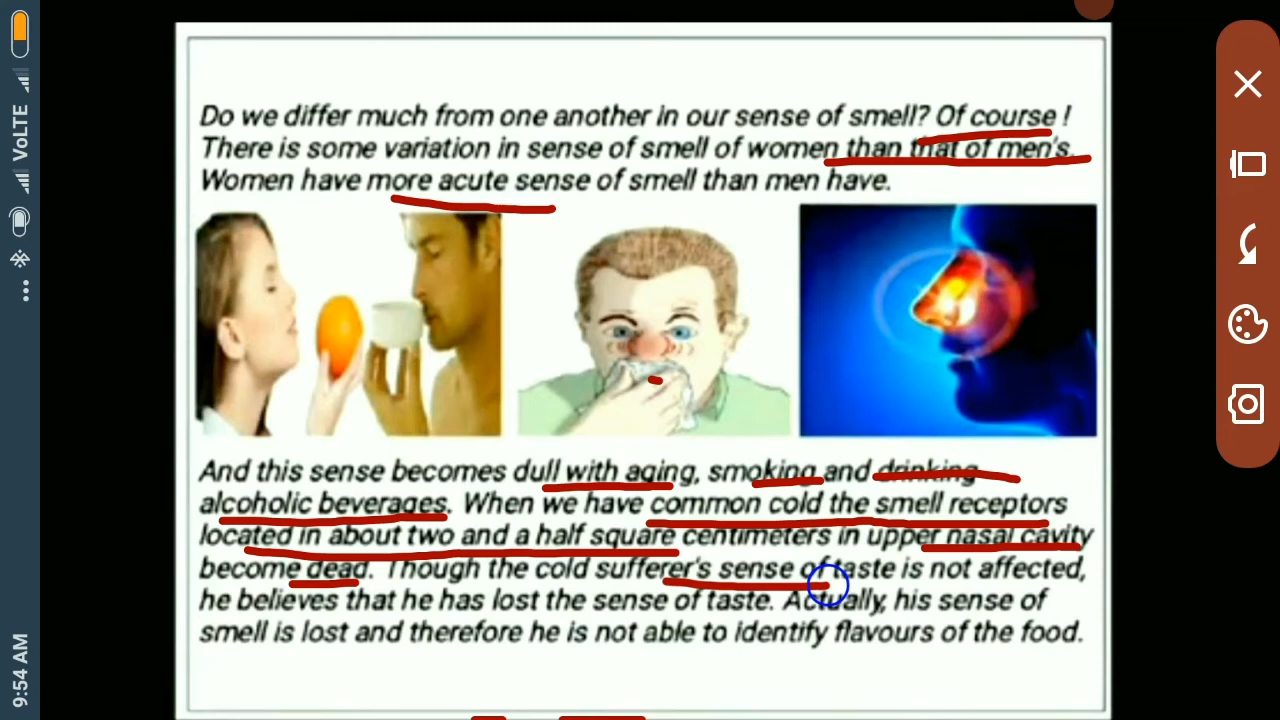 Do we differ much from one another in our sense of smell? Of course !
There is some variation in sense of smell of women than that of men's.
Women have more acute sense of smell than men have.
And this sense becomes dull with aging, smoking and drinking
alcoholic beverages. When we have common cold the smell receptors
located in about two and a half square centimeters in upper nasal cavity
become dead. Though the cold sufferer's sense of taste is not affected,
he believes that he has lost the sense of taste. Actually, his sense of
smell is lost and therefore he is not able to identify flavours of the food.
VoLTE
9:54 AM